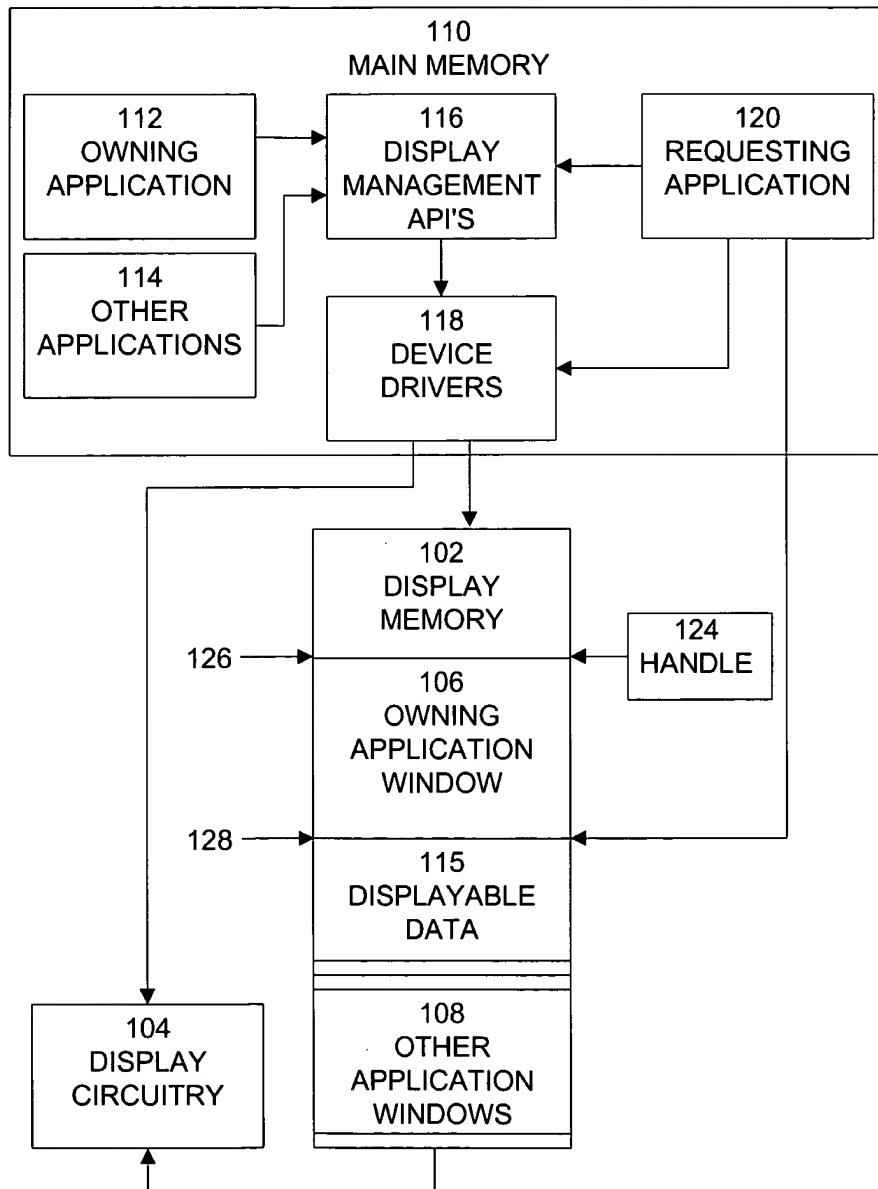 110
MAIN MEMORY
112
OWNING
APPLICATION
116
DISPLAY
MANAGEMENT
API'S
120
REQUESTING
APPLICATION
114
OTHER
APPLICATIONS
118
DEVICE
DRIVERS
102
DISPLAY
MEMORY
126
124
HANDLE
106
OWNING
APPLICATION
WINDOW
128
115
DISPLAYABLE
DATA
104
DISPLAY
CIRCUITRY
108
OTHER
APPLICATION
WINDOWS